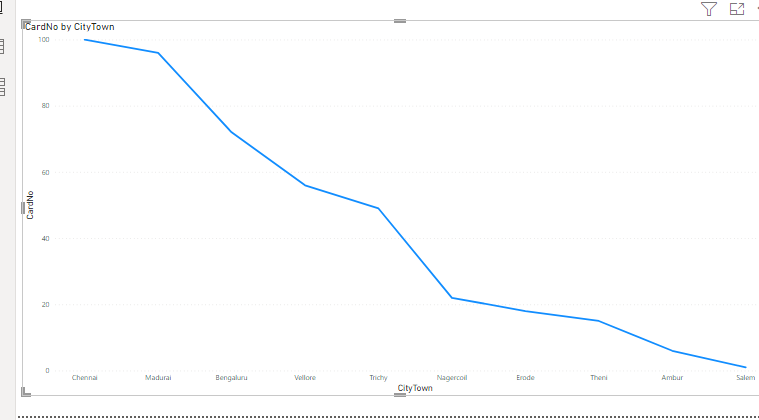 CardNo by CityTown
100
80
60
40
20
0
CardNo
Chennai Madurai Bengaluru Vellore Trichy Nagercoil Erode Theni Ambur Salem
CityTown